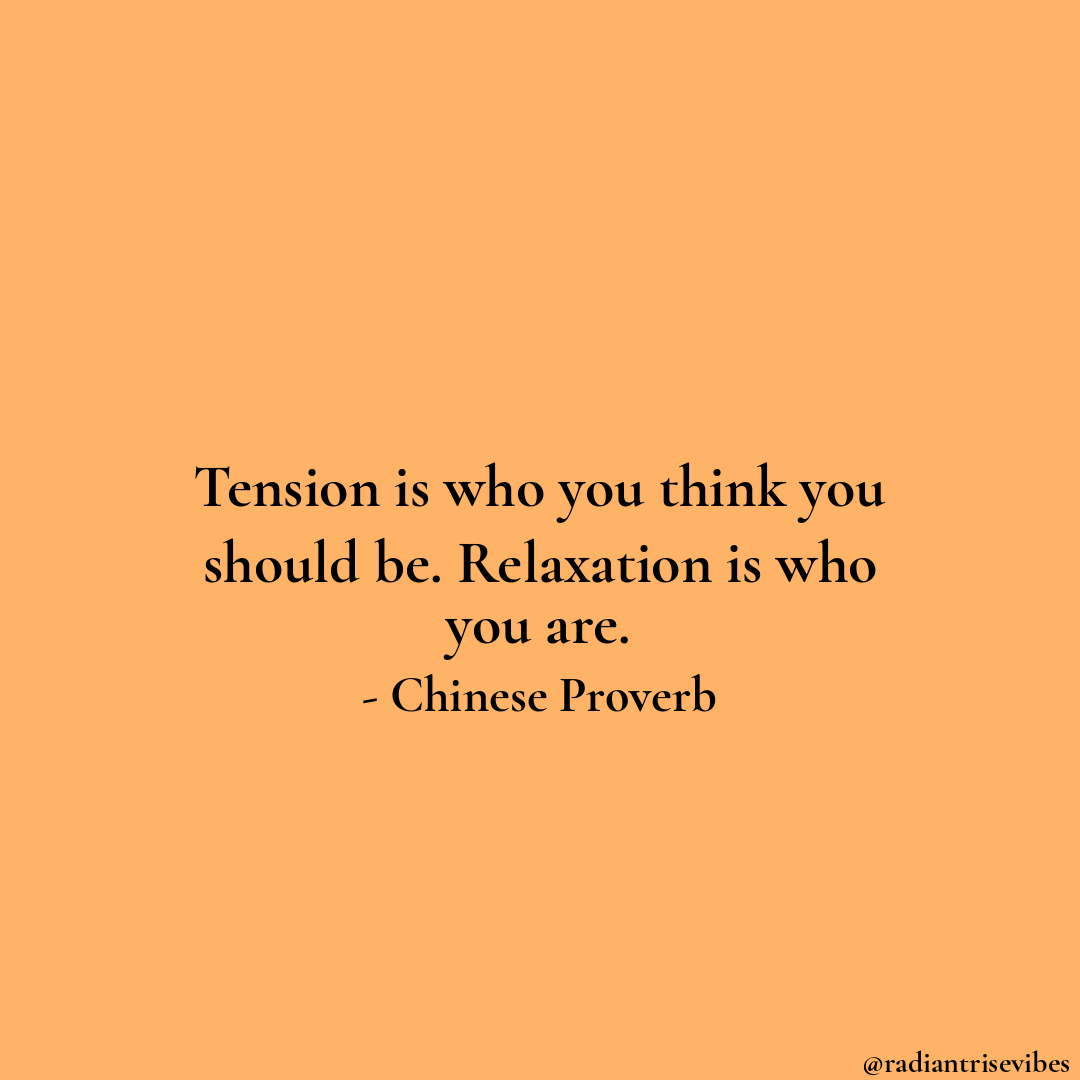 Tension is who you think you
should be. Relaxation is who
you are.
- Chinese Proverb
@radiantrisevibes